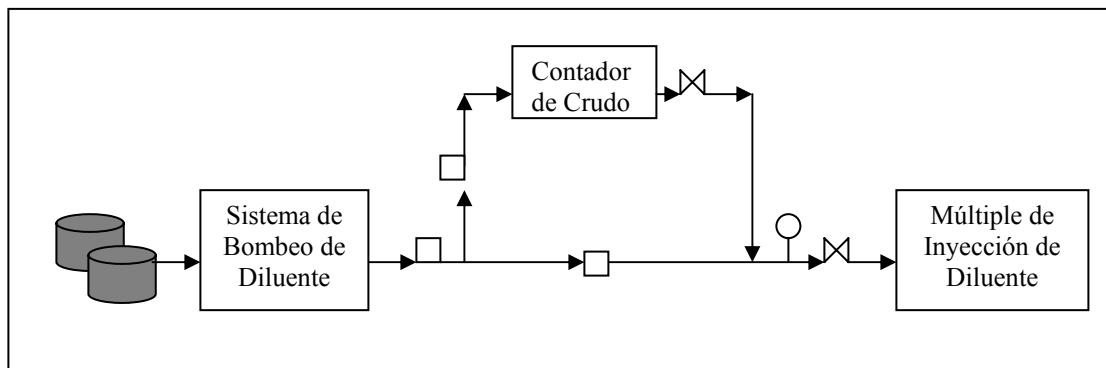 Contador
de Crudo
Sistema de
Bombeo de
Diluente
Múltiple de
Inyección de
Diluente